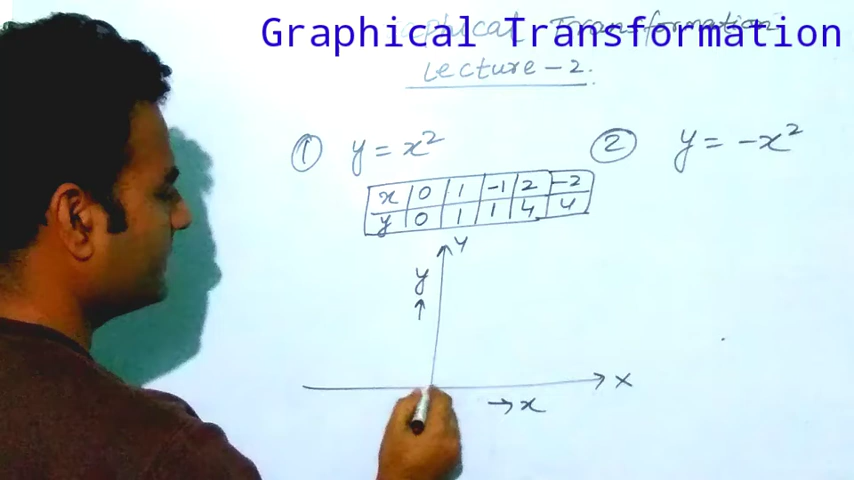 Graphical Transformation
Lecture - 2.
① y = x² ② y = -x²
x 0 1 -1 2 -2
y 0 1 1 4 4
y
y
↑
→ x
→ x